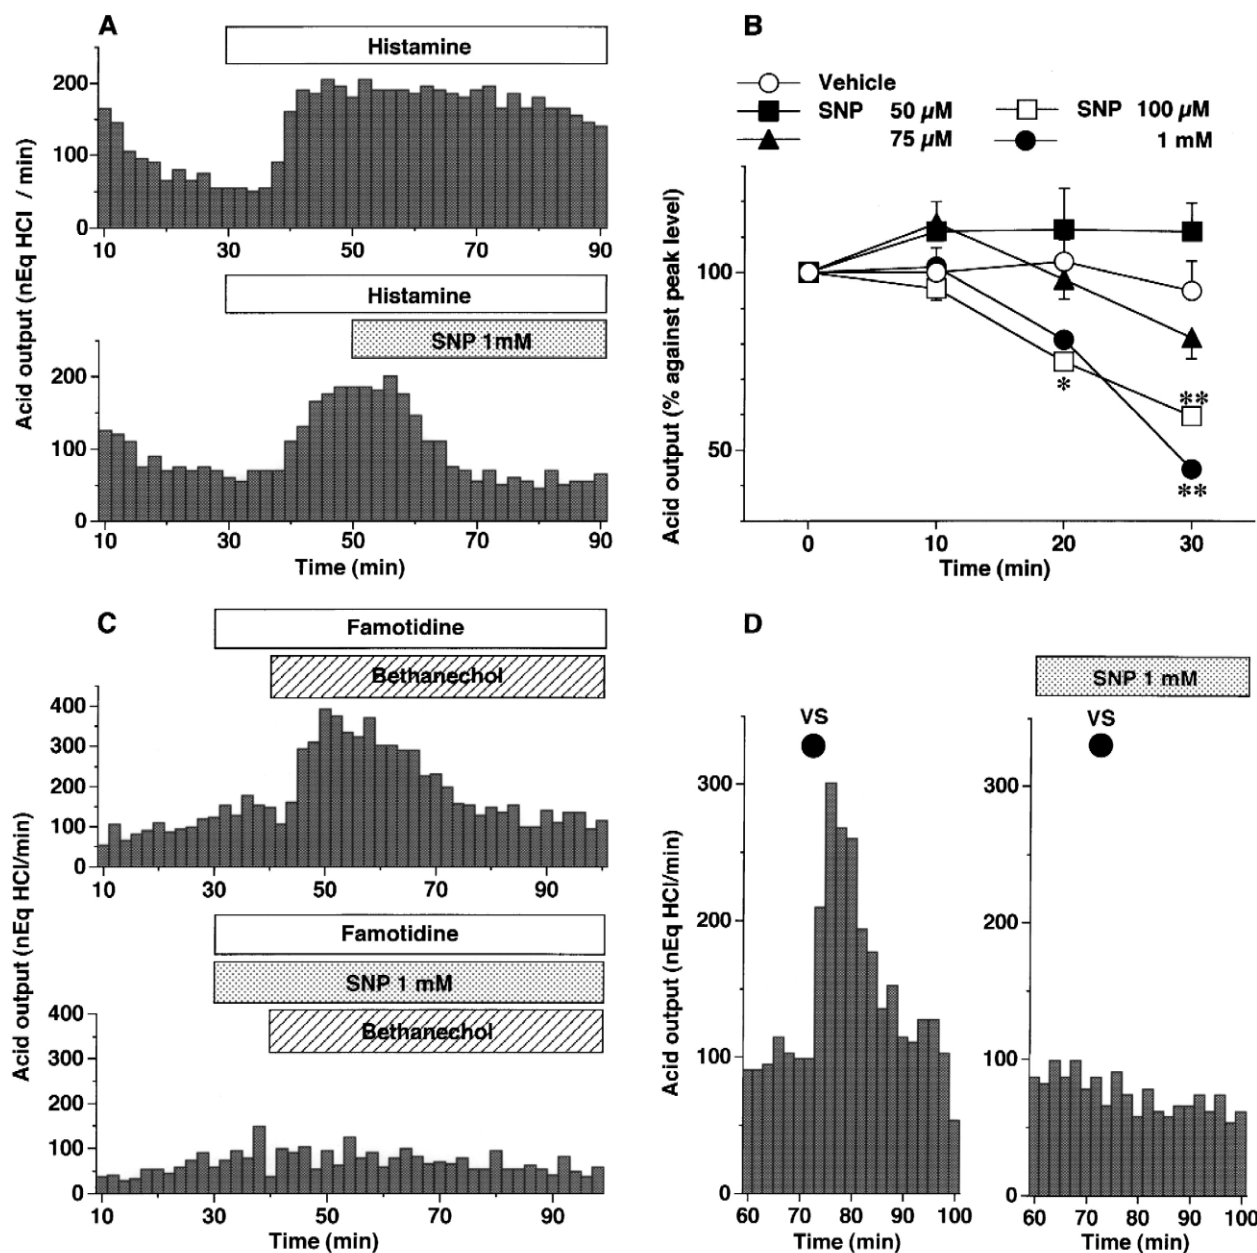 A
Histamine
200
100
0
10 30 50 70 90
Histamine
SNP 1mM
200
100
0
10 30 50 70 90
Time (min)
Acid output (nEq HCl / min)
B
Vehicle
SNP 50 µM
75 µM
SNP 100 µM
1 mM
100
50
*
**
**
0 10 20 30
Time (min)
Acid output (% against peak level)
C
Famotidine
Bethanechol
400
300
200
100
0
10 30 50 70 90
Famotidine
SNP 1 mM
Bethanechol
400
300
200
100
0
10 30 50 70 90
Time (min)
Acid output (nEq HCl/min)
D
VS
300
200
100
0
60 70 80 90 100
Time (min)
Acid output (nEq HCl/min)
SNP 1 mM
VS
300
200
100
0
60 70 80 90 100
Time (min)